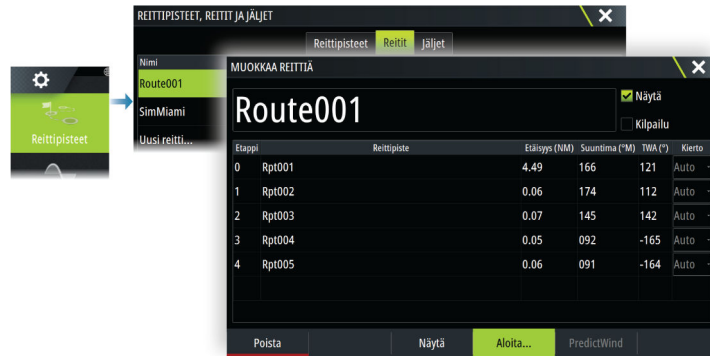 REITTIPISTEET, REITIT JA JÄLJET
Reittipisteet Reitit Jäljet
Nimi
Route001
SimMiami
Uusi reitti...
Reittipisteet
MUOKKAA REITTIÄ
Route001
Näytä
Kilpailu
Etappi Reittipiste Etäisyys (NM) Suuntima (°M) TWA (°) Kierto
0 Rpt001 4.49 166 121 Auto
1 Rpt002 0.06 174 112 Auto
2 Rpt003 0.07 145 142 Auto
3 Rpt004 0.05 092 -165 Auto
4 Rpt005 0.06 091 -164 Auto
Poista Näytä Aloita... PredictWind